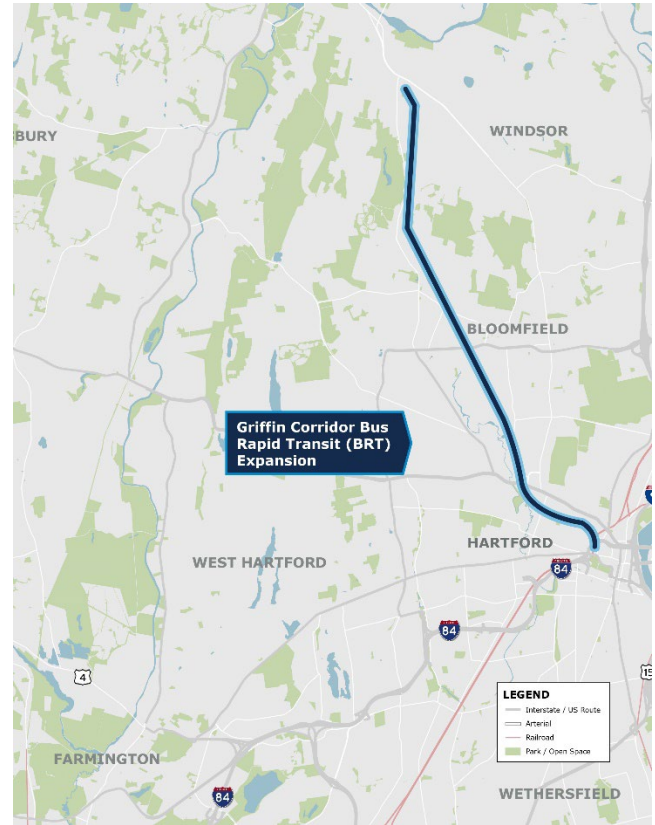 BURY
WINDSOR
BLOOMFIELD
Griffin Corridor Bus
Rapid Transit (BRT)
Expansion
HARTFORD
WEST HARTFORD
84
84
4
15
LEGEND
Interstate / US Route
Arterial
Railroad
Park / Open Space
FARMINGTON
84
WETHERSFIELD